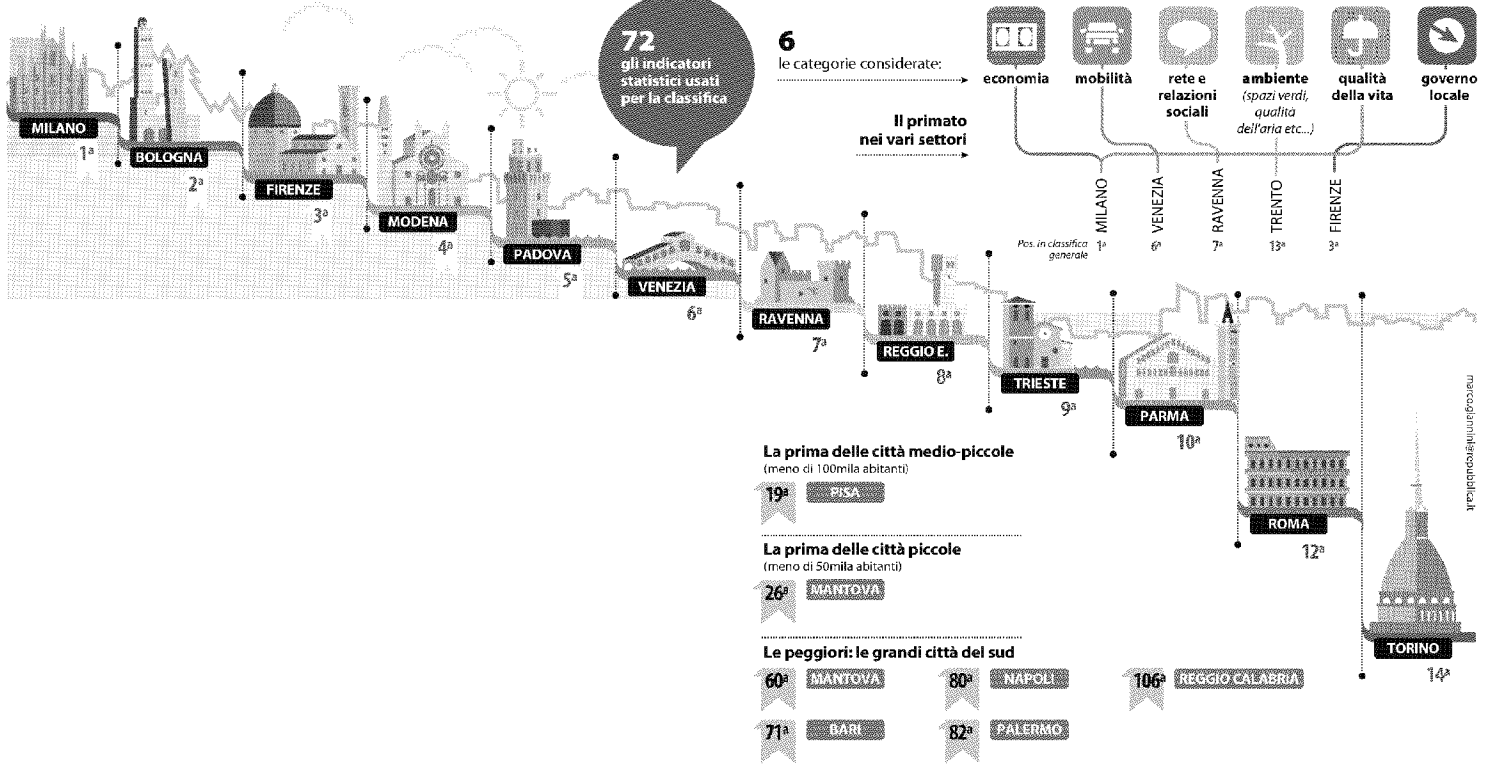 72
gli indicatori
statistici usati
per la classifica
6
le categorie considerate:
economia
mobilità
rete e
relazioni
sociali
ambiente
(spazi verdi,
qualità
dell'aria etc...)
qualità
della vita
governo
locale
Il primato
nei vari settori
MILANO
VENEZIA
RAVENNA
TRENTO
FIRENZE
Pos. in classifica
generale
1ª
6ª
7ª
13ª
3ª
MILANO
1ª
BOLOGNA
2ª
FIRENZE
3ª
MODENA
4ª
PADOVA
5ª
VENEZIA
6ª
RAVENNA
7ª
REGGIO E.
8ª
TRIESTE
9ª
PARMA
10ª
ROMA
12ª
TORINO
14ª
La prima delle città medio-piccole
(meno di 100mila abitanti)
19ª PISA
La prima delle città piccole
(meno di 50mila abitanti)
26ª MANTOVA
Le peggiori: le grandi città del sud
60ª MANTOVA 80ª NAPOLI 106ª REGGIO CALABRIA
71ª BARI 82ª PALERMO
marco.giannini@repubblica.it